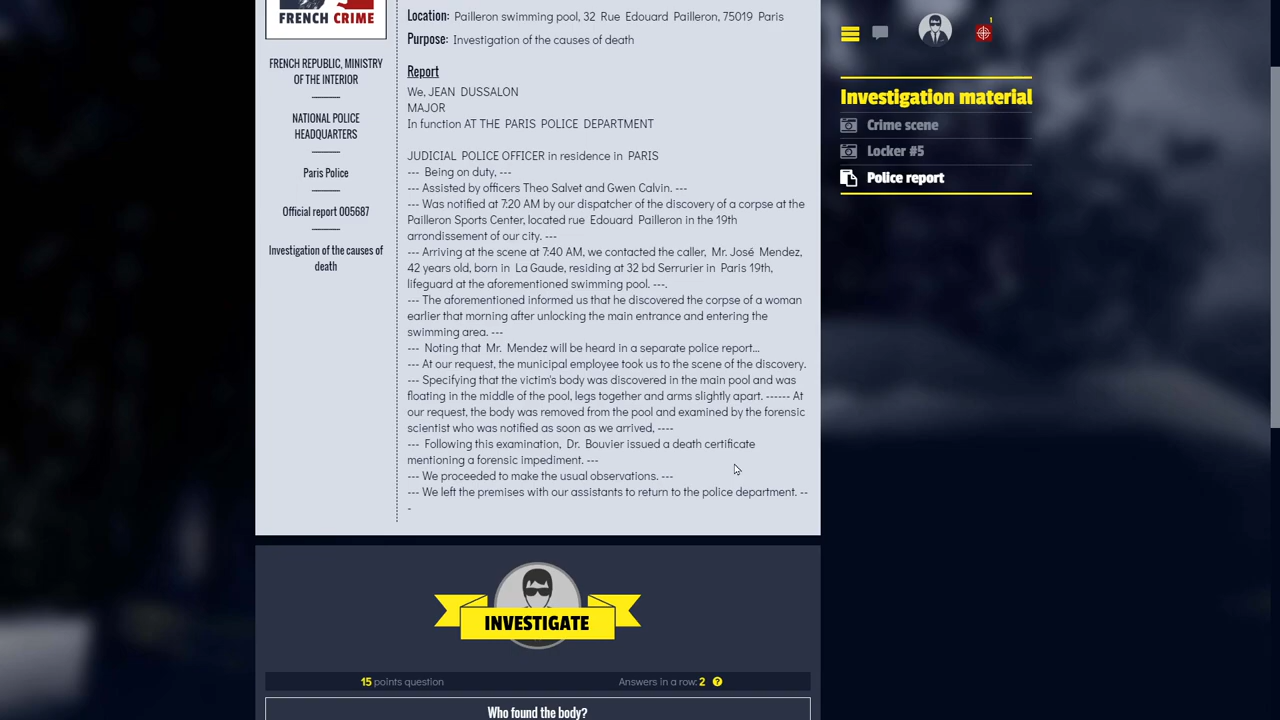 FRENCH CRIME
FRENCH REPUBLIC, MINISTRY
OF THE INTERIOR
NATIONAL POLICE
HEADQUARTERS
Paris Police
Official report 005687
Investigation of the causes of
death
Location: Pailleron swimming pool, 32 Rue Edouard Pailleron, 75019 Paris
Purpose: Investigation of the causes of death
Report
We, JEAN DUSSALON
MAJOR
In function AT THE PARIS POLICE DEPARTMENT
JUDICIAL POLICE OFFICER in residence in PARIS
--- Being on duty, ---
--- Assisted by officers Theo Salvet and Gwen Calvin. ---
--- Was notified at 7:20 AM by our dispatcher of the discovery of a corpse at the
Pailleron Sports Center, located rue Edouard Pailleron in the 19th
arrondissement of our city. ---
--- Arriving at the scene at 7:40 AM, we contacted the caller, Mr. José Mendez,
42 years old, born in La Gaude, residing at 32 bd Serrurier in Paris 19th,
lifeguard at the aforementioned swimming pool. ---.
--- The aforementioned informed us that he discovered the corpse of a woman
earlier that morning after unlocking the main entrance and entering the
swimming area. ---
--- Noting that Mr. Mendez will be heard in a separate police report...
--- At our request, the municipal employee took us to the scene of the discovery.
--- Specifying that the victim's body was discovered in the main pool and was
floating in the middle of the pool, legs together and arms slightly apart. ------ At
our request, the body was removed from the pool and examined by the forensic
scientist who was notified as soon as we arrived, ----
--- Following this examination, Dr. Bouvier issued a death certificate
mentioning a forensic impediment. ---
--- We proceeded to make the usual observations. ---
--- We left the premises with our assistants to return to the police department. --
-
INVESTIGATE
15 points question
Answers in a row: 2 ?
Who found the body?
1
Investigation material
Crime scene
Locker #5
Police report